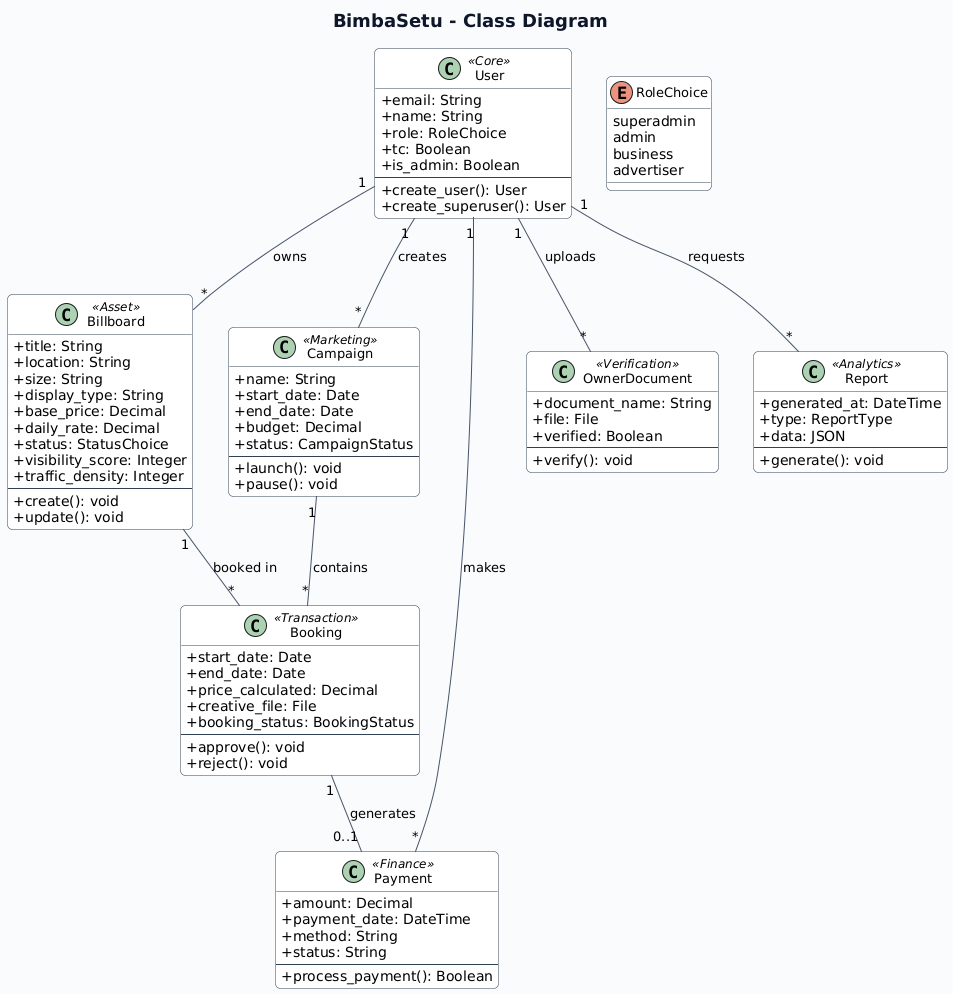 BimbaSetu - Class Diagram
C «Core»
User
+email: String
+name: String
+role: RoleChoice
+tc: Boolean
+is_admin: Boolean
+create_user(): User
+create_superuser(): User
E RoleChoice
superadmin
admin
business
advertiser
1
1
1
1
1
owns
creates
uploads
requests
*
*
*
*
C «Asset»
Billboard
+title: String
+location: String
+size: String
+display_type: String
+base_price: Decimal
+daily_rate: Decimal
+status: StatusChoice
+visibility_score: Integer
+traffic_density: Integer
+create(): void
+update(): void
C «Marketing»
Campaign
+name: String
+start_date: Date
+end_date: Date
+budget: Decimal
+status: CampaignStatus
+launch(): void
+pause(): void
C «Verification»
OwnerDocument
+document_name: String
+file: File
+verified: Boolean
+verify(): void
C «Analytics»
Report
+generated_at: DateTime
+type: ReportType
+data: JSON
+generate(): void
1
1
booked in
contains
makes
*
*
C «Transaction»
Booking
+start_date: Date
+end_date: Date
+price_calculated: Decimal
+creative_file: File
+booking_status: BookingStatus
+approve(): void
+reject(): void
1
generates
0..1
*
C «Finance»
Payment
+amount: Decimal
+payment_date: DateTime
+method: String
+status: String
+process_payment(): Boolean